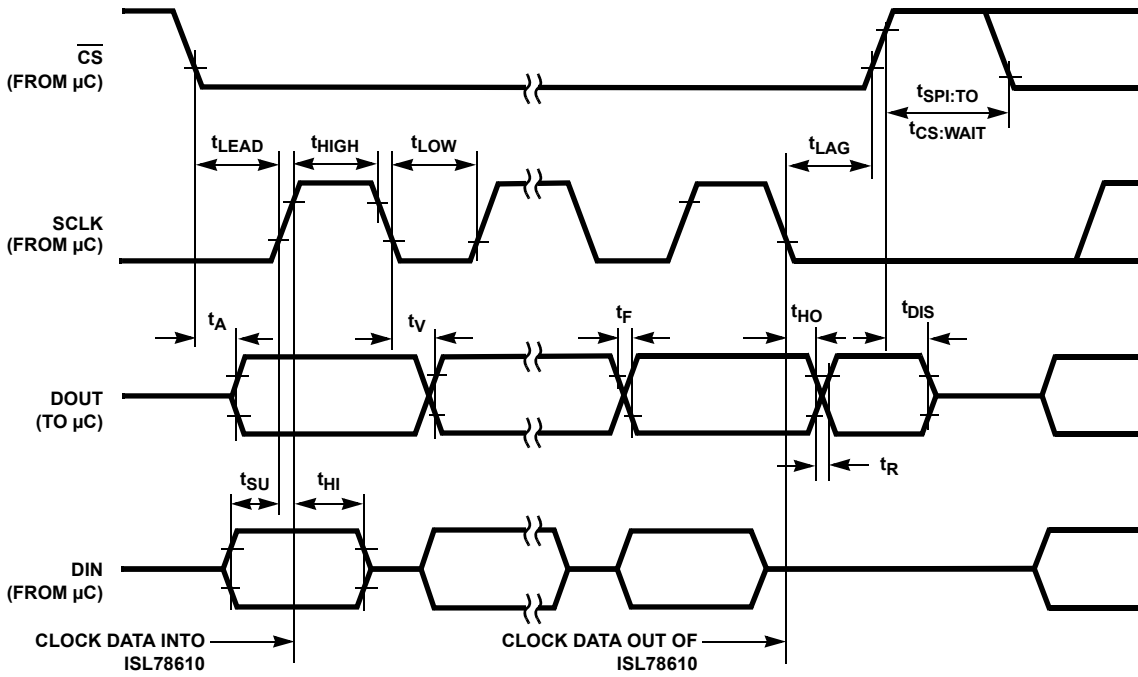 CS
(FROM µC)
tSPI:TO
tCS:WAIT
tLEAD
tHIGH
tLOW
tLAG
SCLK
(FROM µC)
tA
tV
tF
tHO
tDIS
DOUT
(TO µC)
tR
tSU
tHI
DIN
(FROM µC)
CLOCK DATA INTO
ISL78610
CLOCK DATA OUT OF
ISL78610